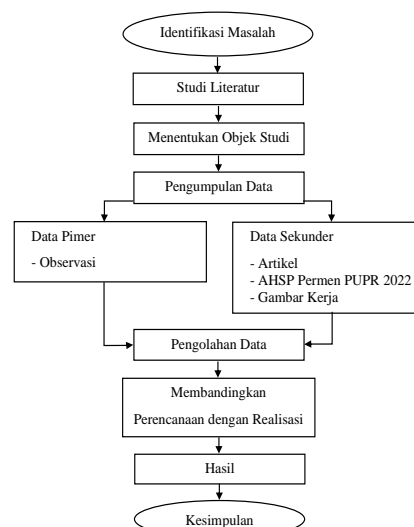 Identifikasi Masalah
Studi Literatur
Menentukan Objek Studi
Pengumpulan Data
Data Pimer
- Observasi
Data Sekunder
- Artikel
- AHSP Permen PUPR 2022
- Gambar Kerja
Pengolahan Data
Membandingkan
Perencanaan dengan Realisasi
Hasil
Kesimpulan